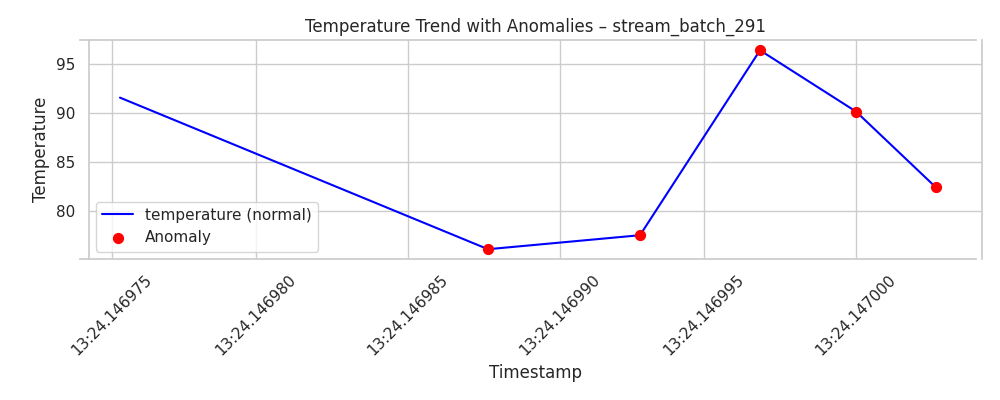 Temperature Trend with Anomalies – stream_batch_291
Temperature
95
90
85
80
temperature (normal)
Anomaly
13:24.146975
13:24.146980
13:24.146985
13:24.146990
13:24.146995
13:24.147000
Timestamp